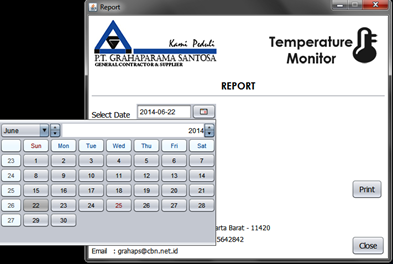 Report
Kami Peduli
P.T. GRAHAPARAMA SANTOSA
GENERAL CONTRACTOR & SUPPLIER
Temperature
Monitor
REPORT
Select Date 2014-06-22
June 2014
Sun Mon Tue Wed Thu Fri Sat
23 1 2 3 4 5 6 7
24 8 9 10 11 12 13 14
25 15 16 17 18 19 20 21
26 22 23 24 25 26 27 28
27 29 30
Print
arta Barat - 11420
5642842
Email : grahaps@cbn.net.id
Close